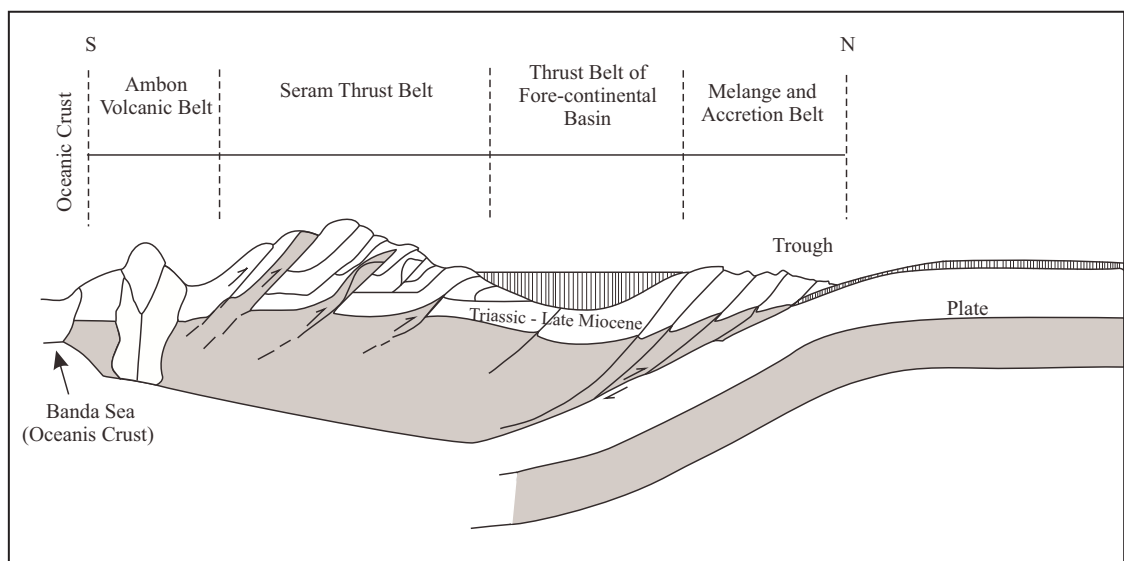 S
N
Oceanic Crust
Ambon
Volcanic Belt
Seram Thrust Belt
Thrust Belt of
Fore-continental
Basin
Melange and
Accretion Belt
Trough
Triassic - Late Miocene
Plate
Banda Sea
(Oceanis Crust)